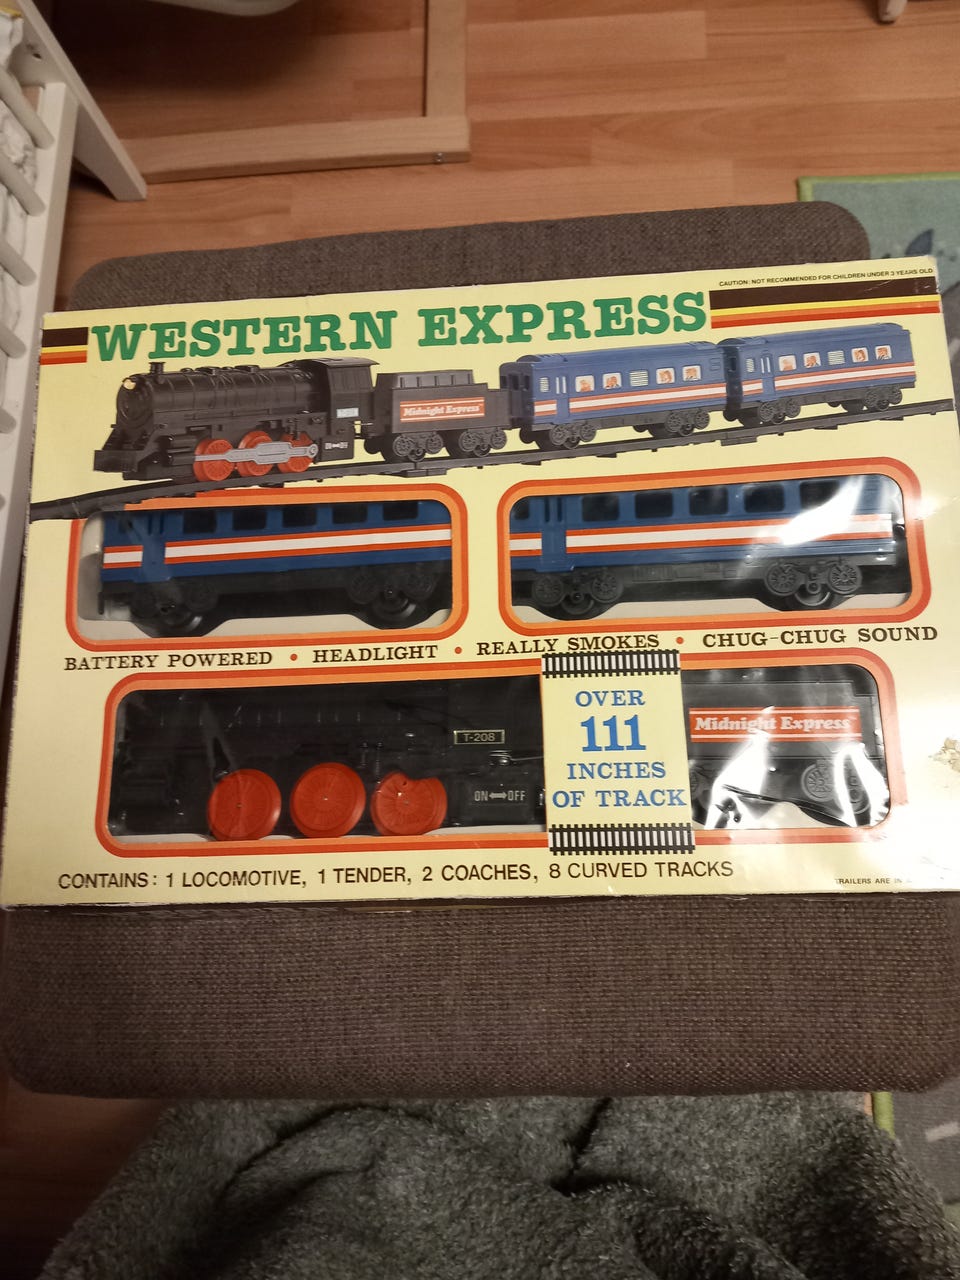 CAUTION: NOT RECOMMENDED FOR CHILDREN UNDER 3 YEARS OLD
WESTERN EXPRESS
Midnight Express
BATTERY POWERED • HEADLIGHT • REALLY SMOKES • CHUG-CHUG SOUND
T-208
ON↔OFF
OVER
111
INCHES
OF TRACK
Midnight Express
CONTAINS: 1 LOCOMOTIVE, 1 TENDER, 2 COACHES, 8 CURVED TRACKS
TRAILERS ARE IN